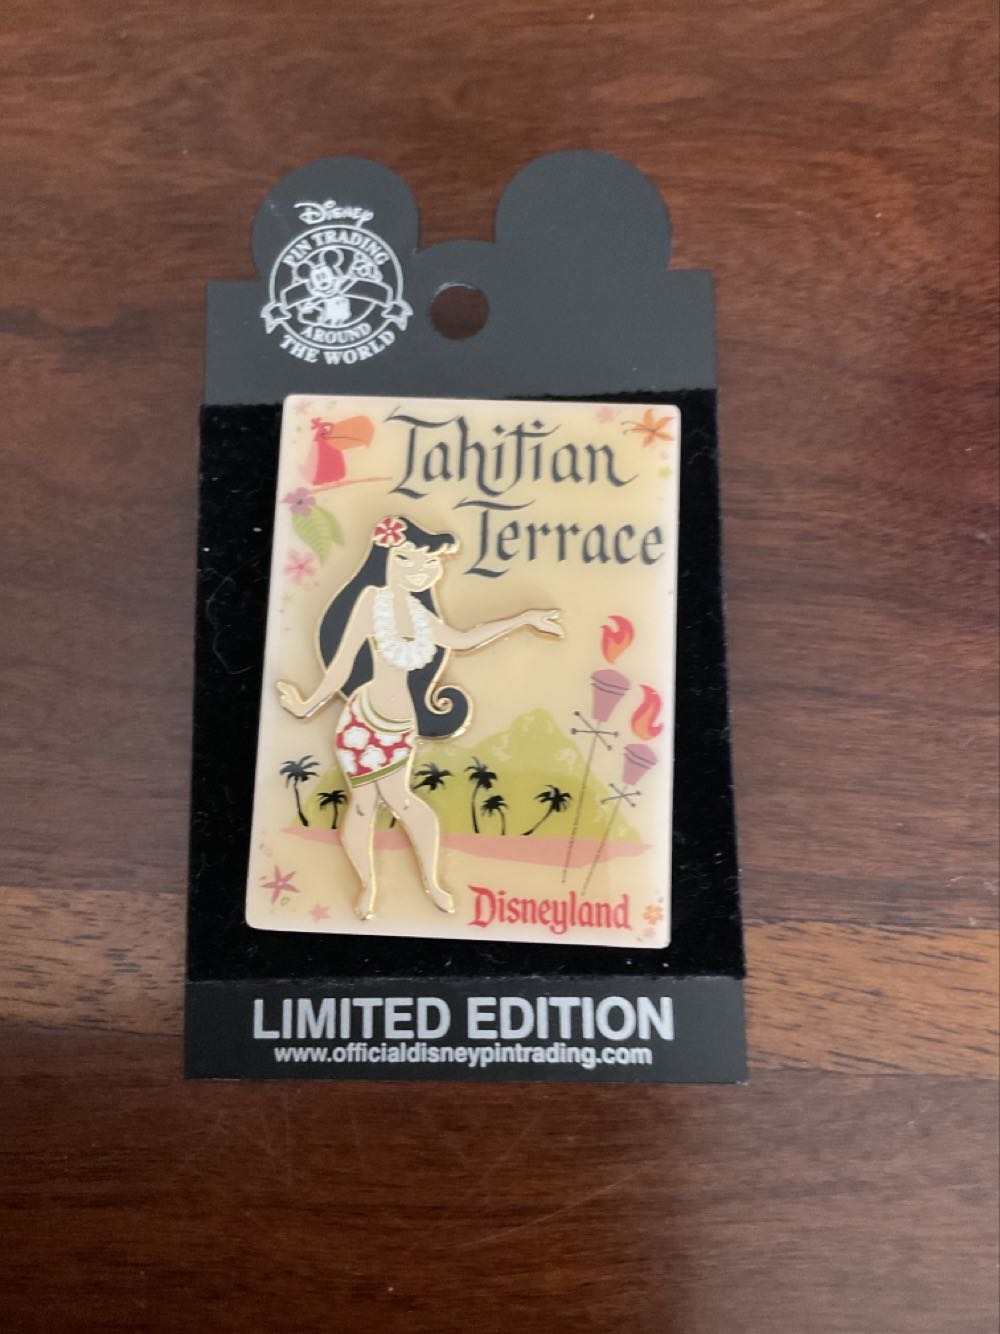 Disney
PIN TRADING
AROUND
THE WORLD
Tahitian
Terrace
Disneyland
LIMITED EDITION
www.officialdisneypintrading.com